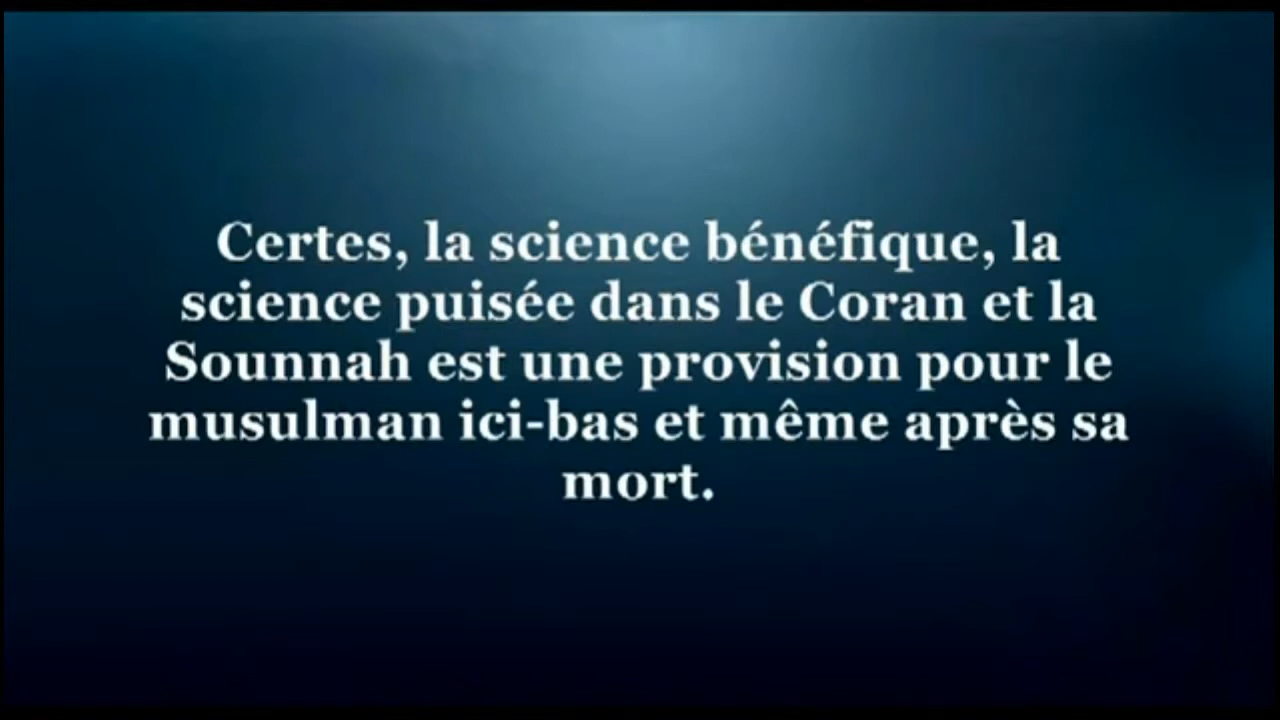 Certes, la science bénéfique, la
science puisée dans le Coran et la
Sounnah est une provision pour le
musulman ici-bas et même après sa
mort.